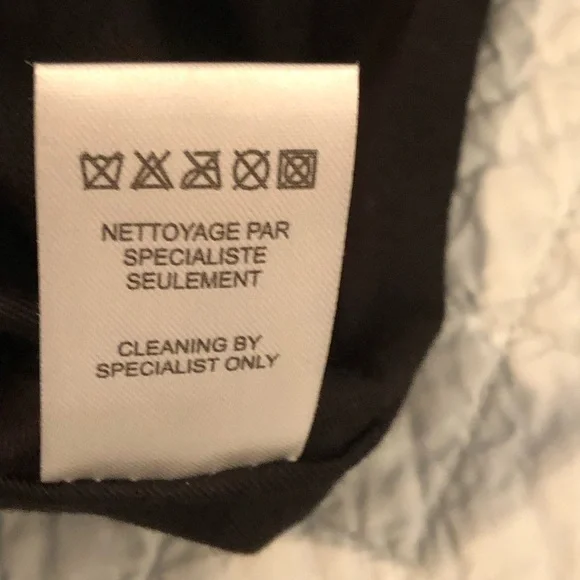 NETTOYAGE PAR
SPECIALISTE
SEULEMENT
CLEANING BY
SPECIALIST ONLY